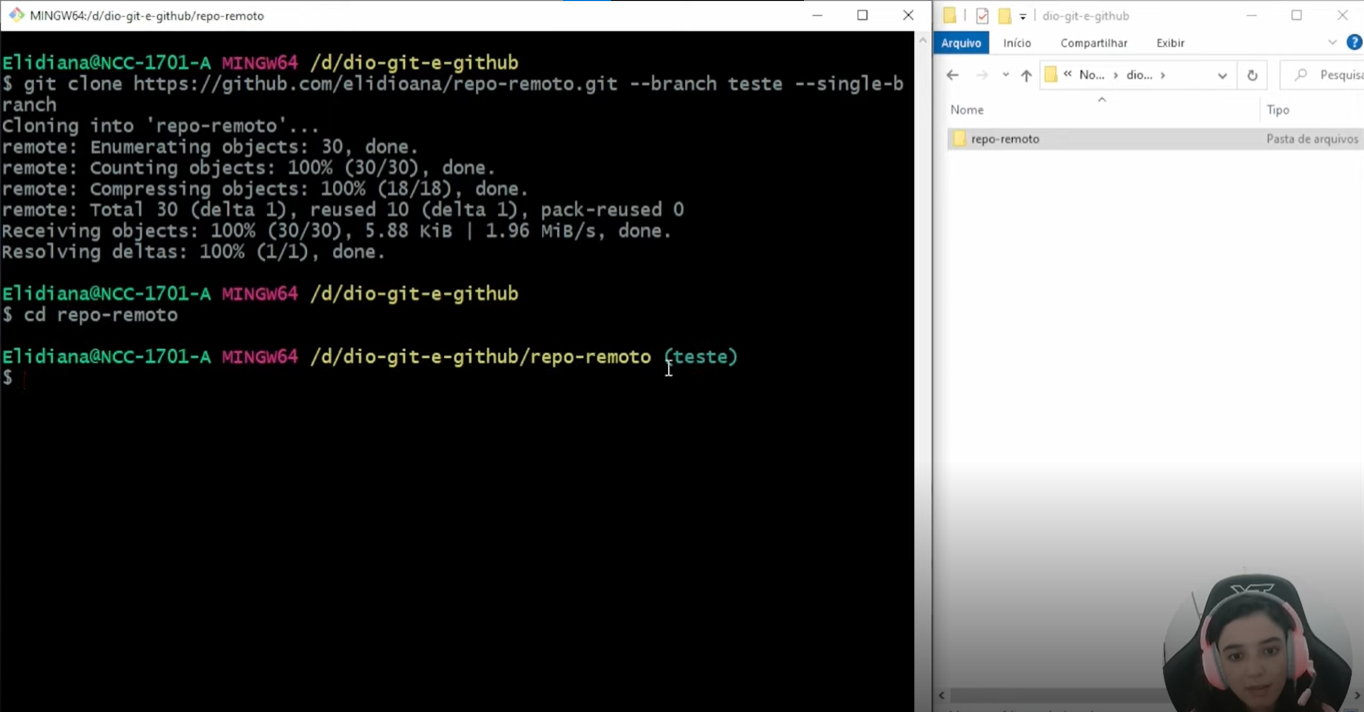 MINGW64:/d/dio-git-e-github/repo-remoto
Elidiana@NCC-1701-A MINGW64 /d/dio-git-e-github
$ git clone https://github.com/elidioana/repo-remoto.git --branch teste --single-b
ranch
Cloning into 'repo-remoto'...
remote: Enumerating objects: 30, done.
remote: Counting objects: 100% (30/30), done.
remote: Compressing objects: 100% (18/18), done.
remote: Total 30 (delta 1), reused 10 (delta 1), pack-reused 0
Receiving objects: 100% (30/30), 5.88 KiB | 1.96 MiB/s, done.
Resolving deltas: 100% (1/1), done.
Elidiana@NCC-1701-A MINGW64 /d/dio-git-e-github
$ cd repo-remoto
Elidiana@NCC-1701-A MINGW64 /d/dio-git-e-github/repo-remoto (teste)
$
dio-git-e-github
Arquivo Início Compartilhar Exibir
« No... › dio... › Pesquisa
Nome Tipo
repo-remoto Pasta de arquivos